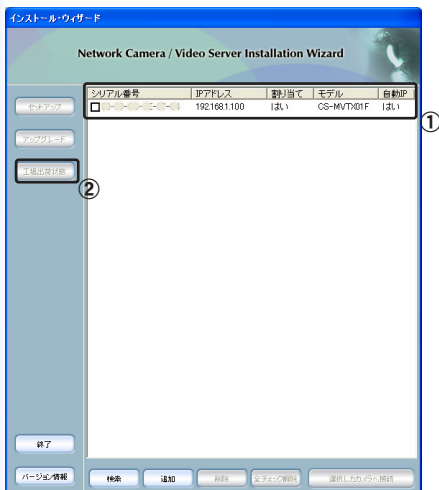 インストール・ウィザード
Network Camera / Video Server Installation Wizard
シリアル番号 IPアドレス 割り当て モデル 自動IP
192.168.1.100 はい CS-MVTX01F はい
①
セットアップ
アップグレード
工場出荷状態
②
終了
バージョン情報
検索 追加 削除 全チェック解除 選択したカメラへ接続